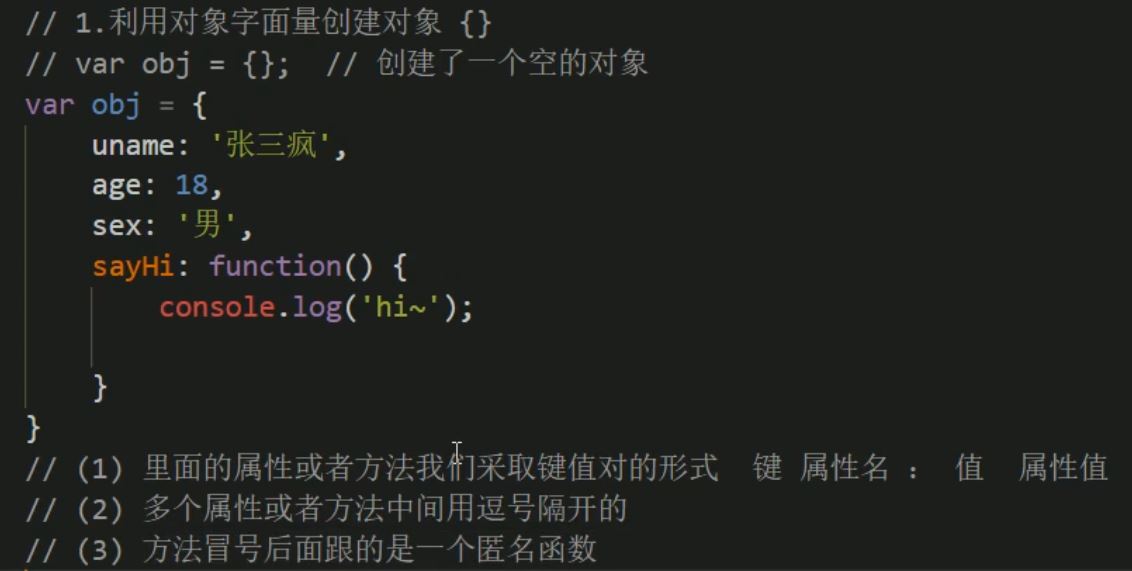 // 1.利用对象字面量创建对象 {}
// var obj = {};  // 创建了一个空的对象
var obj = {
    uname: '张三疯',
    age: 18,
    sex: '男',
    sayHi: function() {
        console.log('hi~');
    }
}
// (1) 里面的属性或者方法我们采取键值对的形式  键 属性名 :  值  属性值
// (2) 多个属性或者方法中间用逗号隔开的
// (3) 方法冒号后面跟的是一个匿名函数